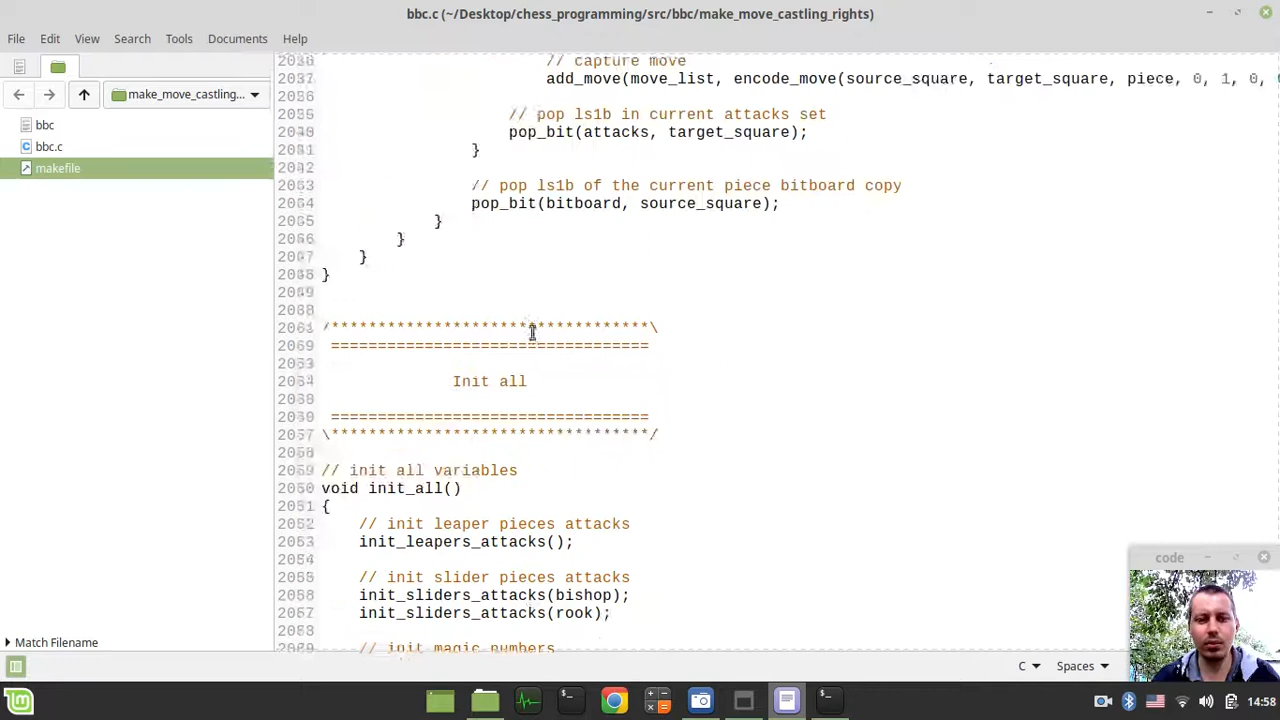 bbc.c (~/Desktop/chess_programming/src/bbc/make_move_castling_rights)
File Edit View Search Tools Documents Help
make_move_castling...
bbc
bbc.c
makefile
Match Filename
// capture move
add_move(move_list, encode_move(source_square, target_square, piece, 0, 1, 0,
// pop ls1b in current attacks set
pop_bit(attacks, target_square);
}
// pop ls1b of the current piece bitboard copy
pop_bit(bitboard, source_square);
}
}
}
}
/**********************************\
==================================
Init all
==================================
\**********************************/
// init all variables
void init_all()
{
// init leaper pieces attacks
init_leapers_attacks();
// init slider pieces attacks
init_sliders_attacks(bishop);
init_sliders_attacks(rook);
// init magic numbers
code
C Spaces
14:58